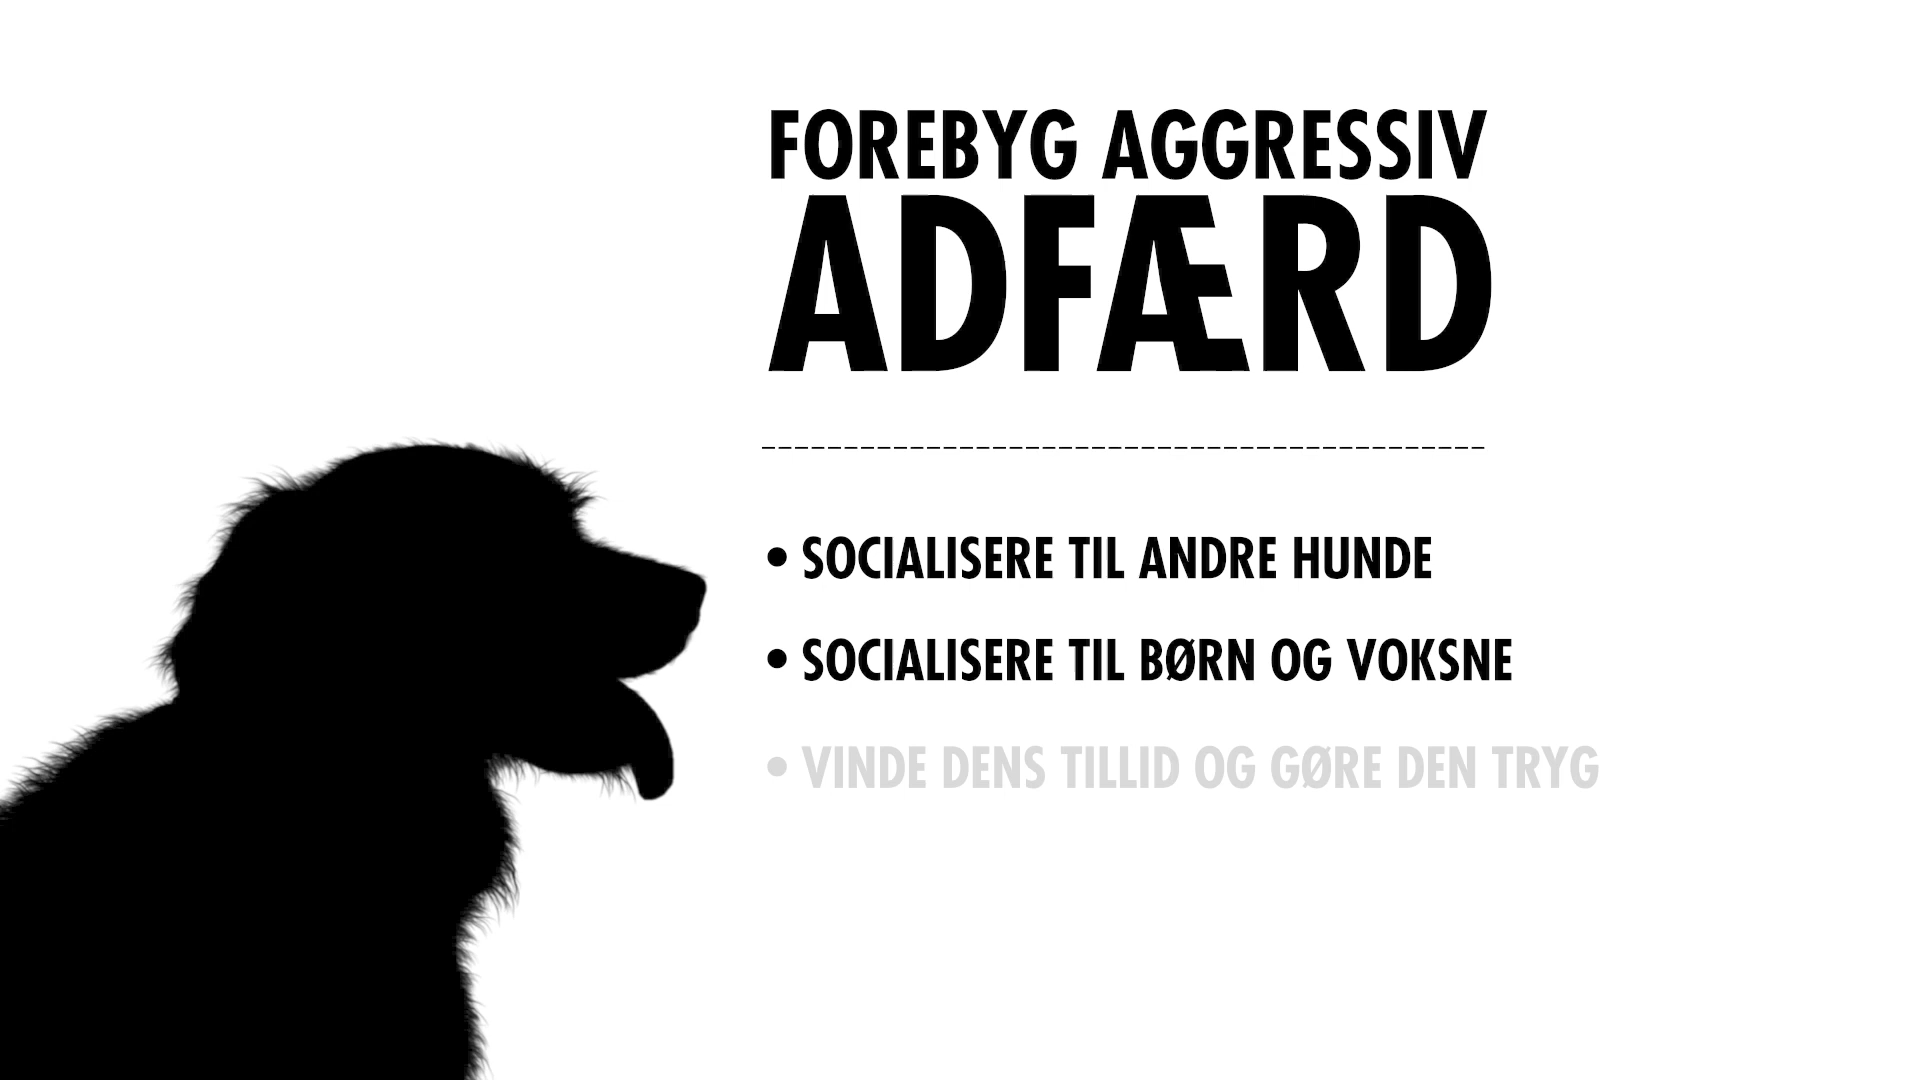 FOREBYG AGGRESSIV
ADFÆRD
• SOCIALISERE TIL ANDRE HUNDE
• SOCIALISERE TIL BØRN OG VOKSNE
• VINDE DENS TILLID OG GØRE DEN TRYG